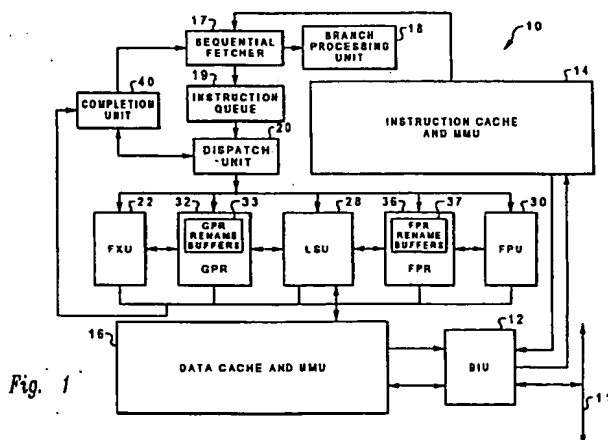 17
SEQUENTIAL
FETCHER
BRANCH
PROCESSING
UNIT
18
10
40
COMPLETION
UNIT
19
INSTRUCTION
QUEUE
14
INSTRUCTION CACHE
AND MMU
20
DISPATCH
UNIT
22
FXU
32
33
GPR
RENAME
BUFFERS
GPR
28
LSU
36
37
FPR
RENAME
BUFFERS
FPR
30
FPU
16
DATA CACHE AND MMU
12
BIU
11
Fig. 1